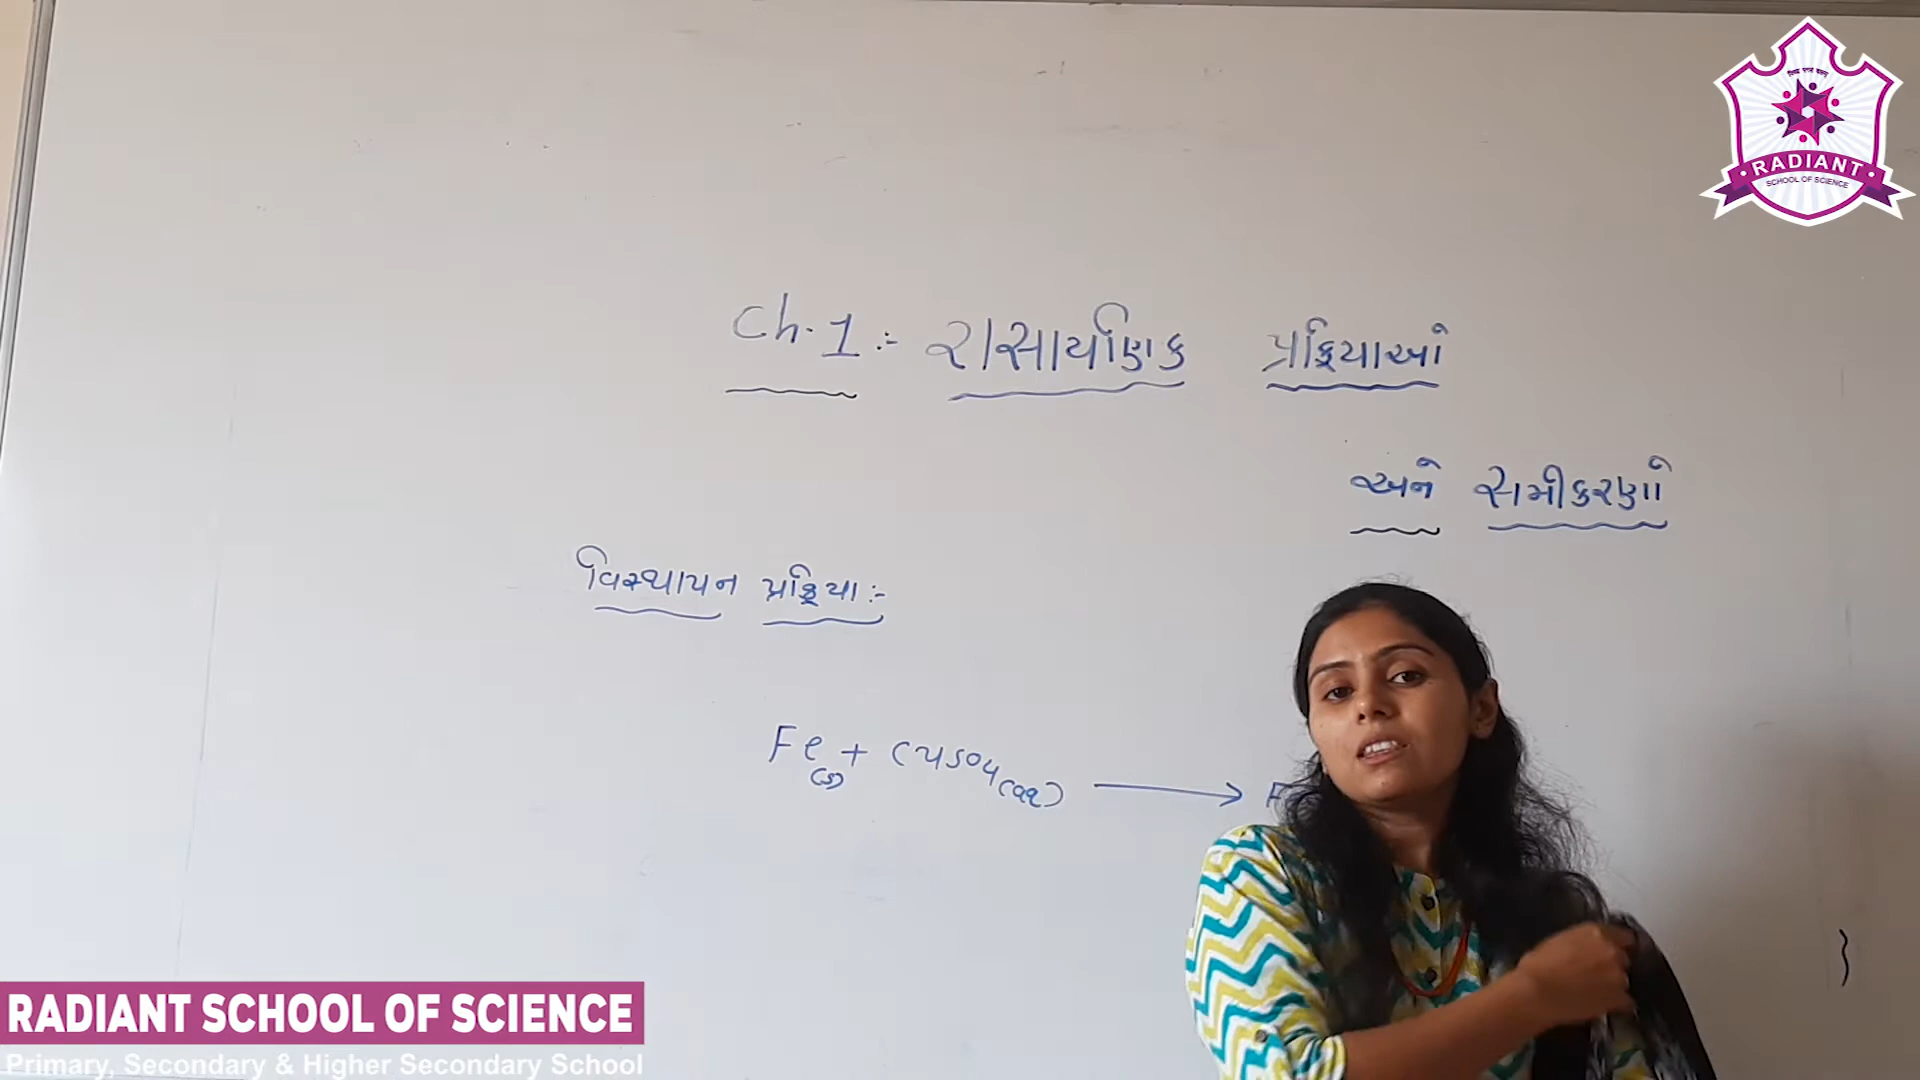 RADIANT
SCHOOL OF SCIENCE
Ch. 1 :- રાસાયણિક પ્રક્રિયાઓ
અને સમીકરણો
વિસ્થાપન પ્રક્રિયા :-
Fe(s) + CuSO4(aq) ⟶
RADIANT SCHOOL OF SCIENCE
Primary, Secondary & Higher Secondary School